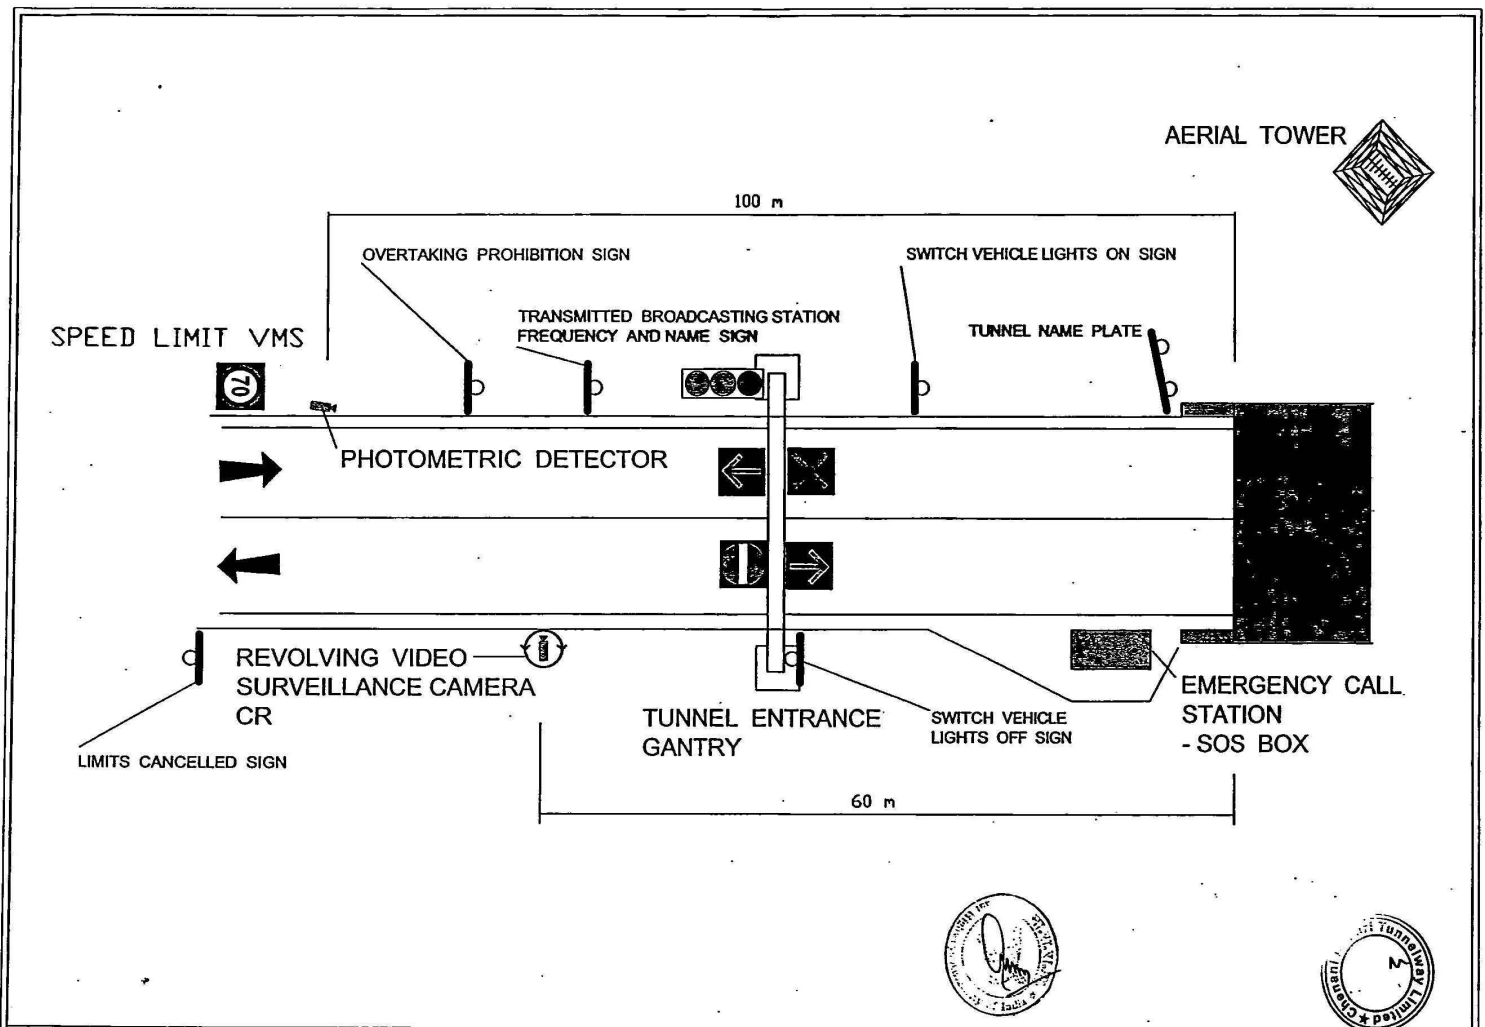 AERIAL TOWER
100 m
OVERTAKING PROHIBITION SIGN
SWITCH VEHICLE LIGHTS ON SIGN
TRANSMITTED BROADCASTING STATION
FREQUENCY AND NAME SIGN
TUNNEL NAME PLATE
SPEED LIMIT VMS
70
PHOTOMETRIC DETECTOR
REVOLVING VIDEO
SURVEILLANCE CAMERA
CR
LIMITS CANCELLED SIGN
TUNNEL ENTRANCE
GANTRY
SWITCH VEHICLE
LIGHTS OFF SIGN
EMERGENCY CALL
STATION
- SOS BOX
60 m
Chenani
Tunnelway Limited